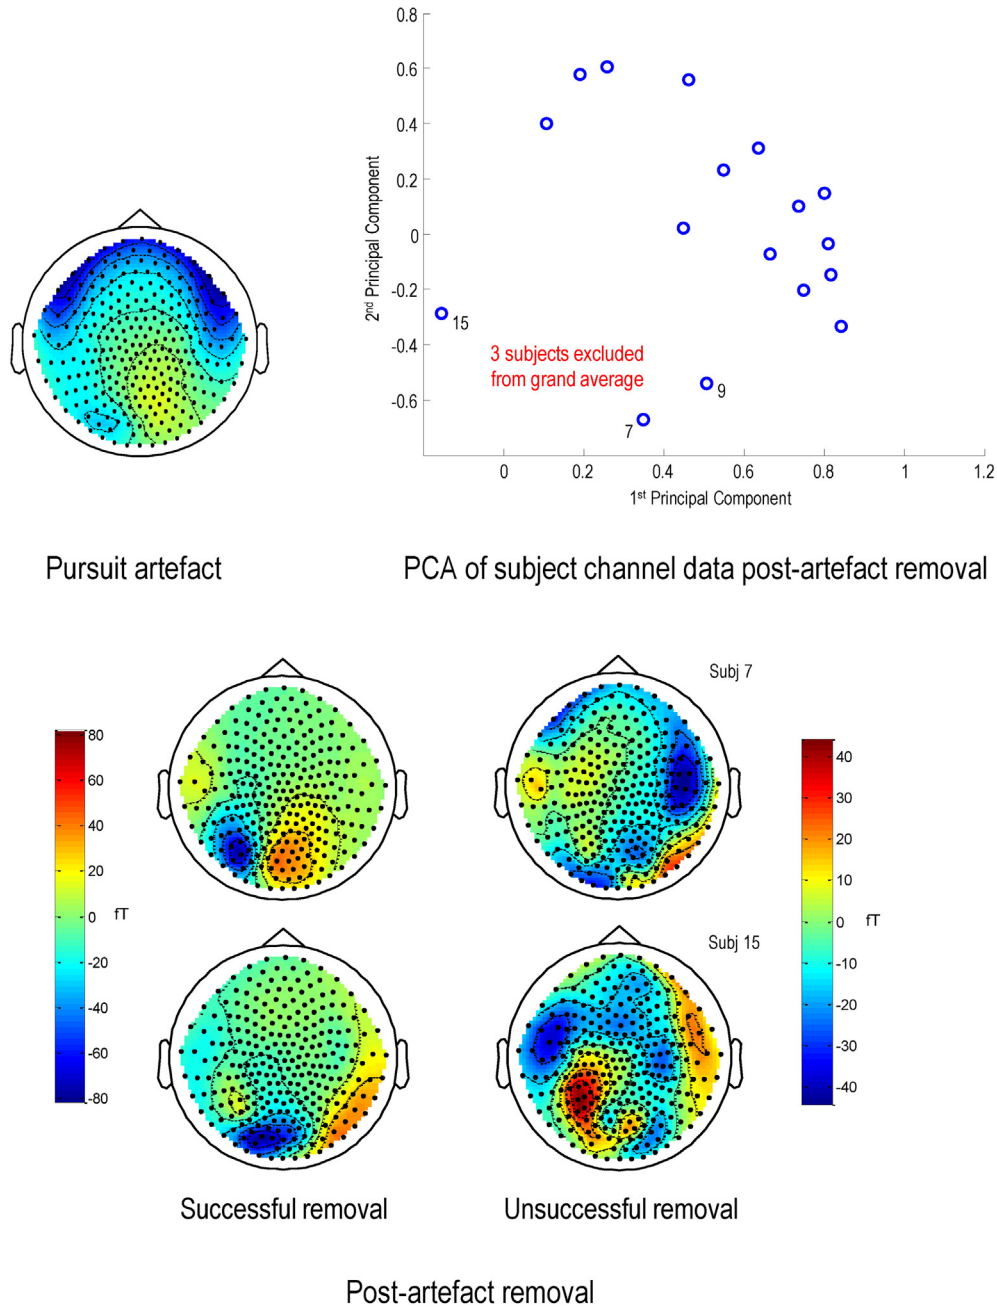 0.8
0.6
0.4
0.2
0
-0.2
-0.4
-0.6
2nd Principal Component
15
3 subjects excluded
from grand average
9
7
0 0.2 0.4 0.6 0.8 1 1.2
1st Principal Component
Pursuit artefact
PCA of subject channel data post-artefact removal
Subj 7
80
60
40
20
0
-20
-40
-60
-80
fT
40
30
20
10
0
-10
-20
-30
-40
fT
Subj 15
Successful removal
Unsuccessful removal
Post-artefact removal